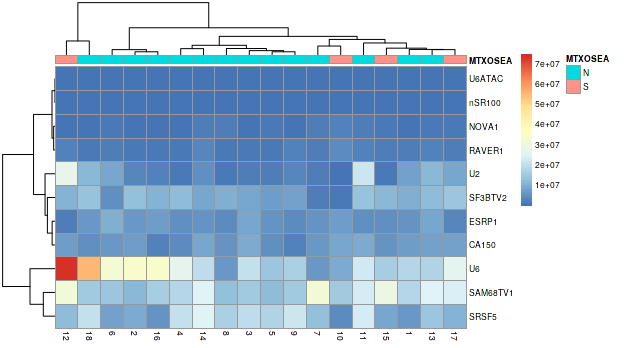 MTXOSEA
U6ATAC
nSR100
NOVA1
RAVER1
U2
SF3BTV2
ESRP1
CA150
U6
SAM68TV1
SRSF5
12 18 6 2 16 4 14 8 3 5 9 7 10 11 15 1 13 17
7e+07
6e+07
5e+07
4e+07
3e+07
2e+07
1e+07
MTXOSEA
N
S